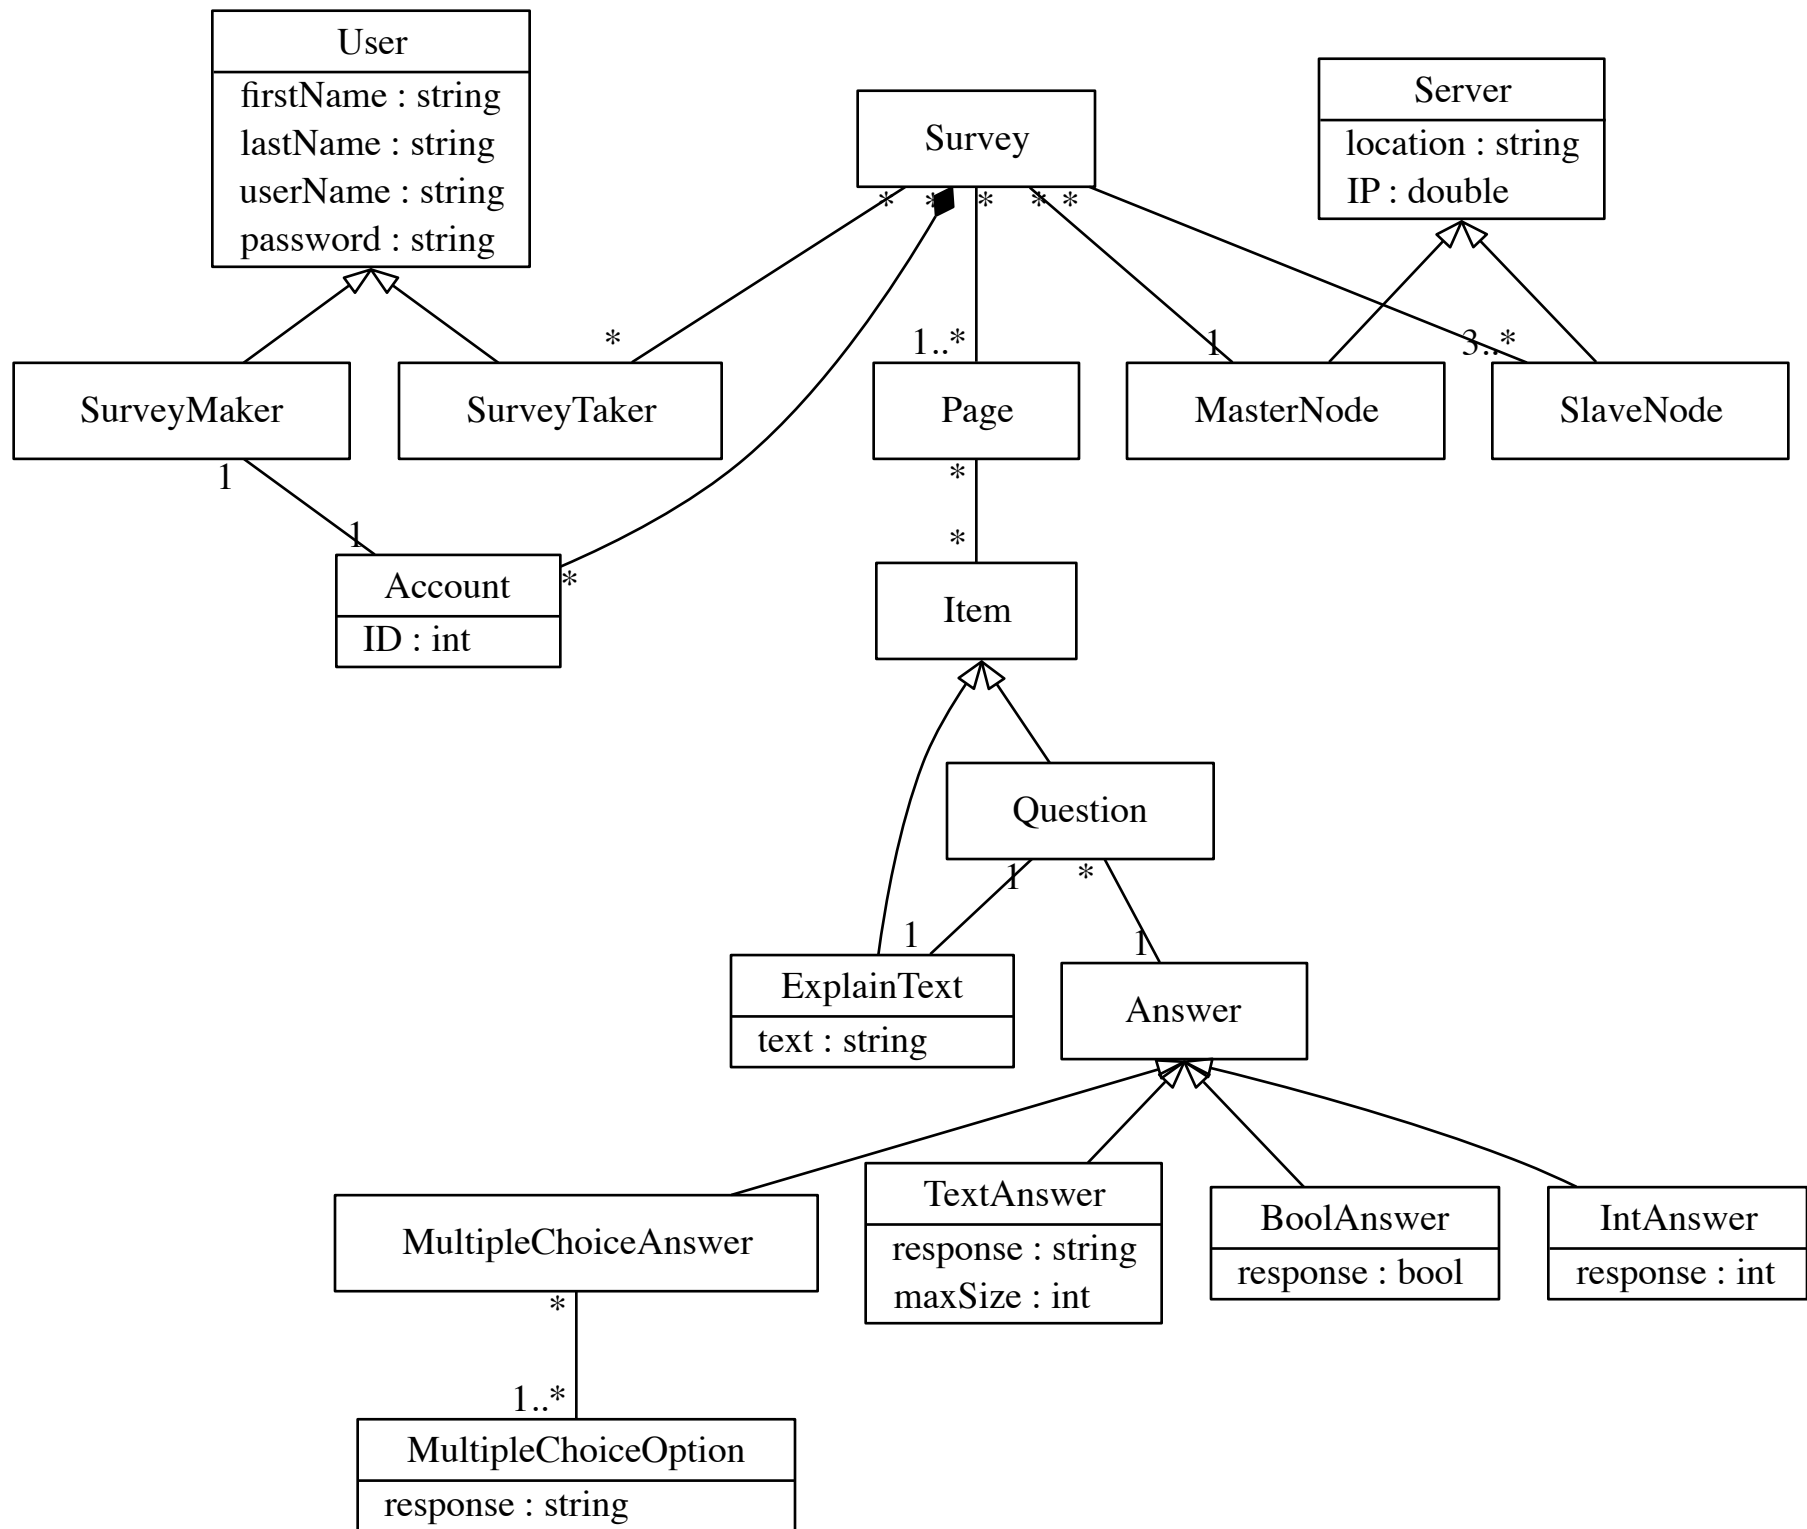 User
firstName : string
lastName : string
userName : string
password : string
Survey
Server
location : string
IP : double
* * * * *
* 1..* 1 3..*
SurveyMaker
SurveyTaker
Page
MasterNode
SlaveNode
1
*
1
*
Account
ID : int
*
Item
Question
1 *
1 1
ExplainText
text : string
Answer
MultipleChoiceAnswer
TextAnswer
response : string
maxSize : int
BoolAnswer
response : bool
IntAnswer
response : int
*
1..*
MultipleChoiceOption
response : string